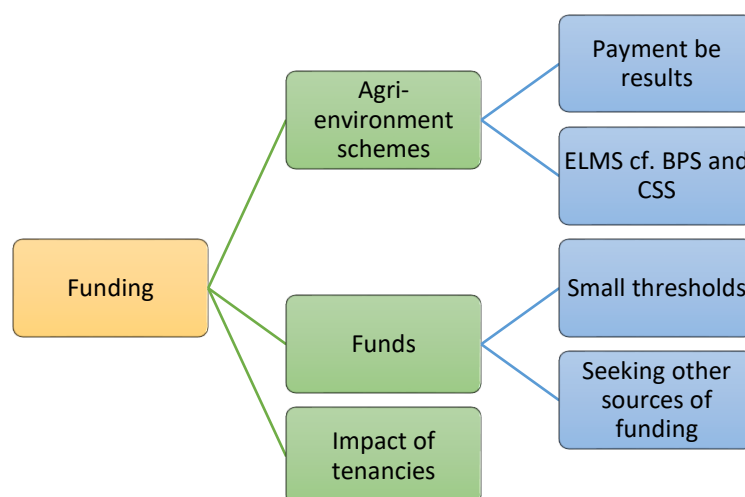 Funding
Agri-
environment
schemes
Payment be
results
ELMS cf. BPS and
CSS
Funds
Small thresholds
Seeking other
sources of
funding
Impact of
tenancies